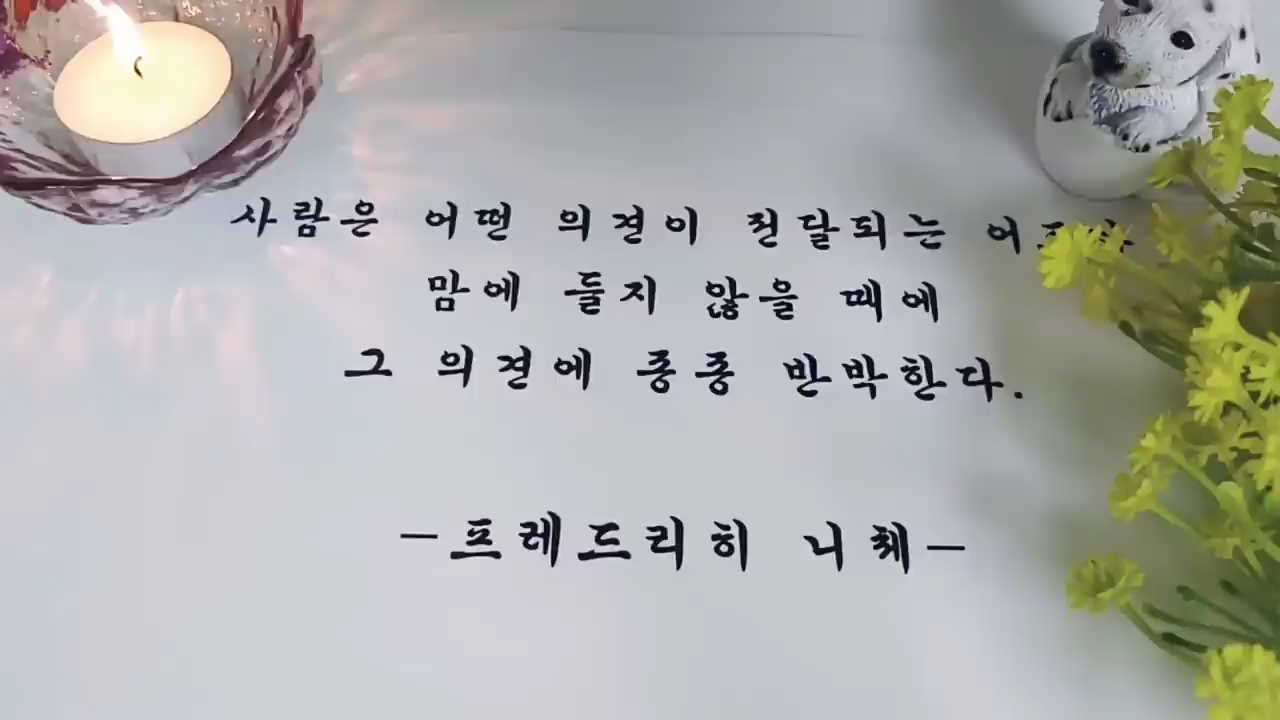 사람은 어떤 의견이 전달되는
맘에 들지 않을 때에
그 의견에 종종 반박한다.
-프레드리히 니체-